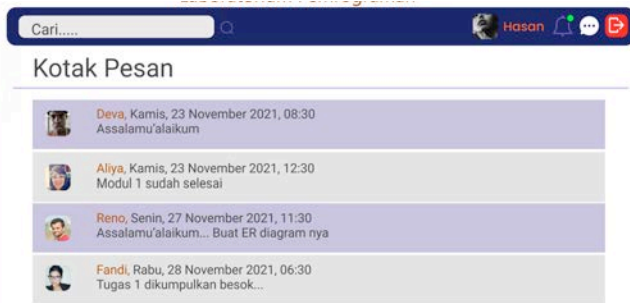 Laboratorium Pemrograman
Cari.....
Hasan
Kotak Pesan
Deva, Kamis, 23 November 2021, 08:30
Assalamu'alaikum
Aliya, Kamis, 23 November 2021, 12:30
Modul 1 sudah selesai
Reno, Senin, 27 November 2021, 11:30
Assalamu'alaikum... Buat ER diagram nya
Fandi, Rabu, 28 November 2021, 06:30
Tugas 1 dikumpulkan besok...